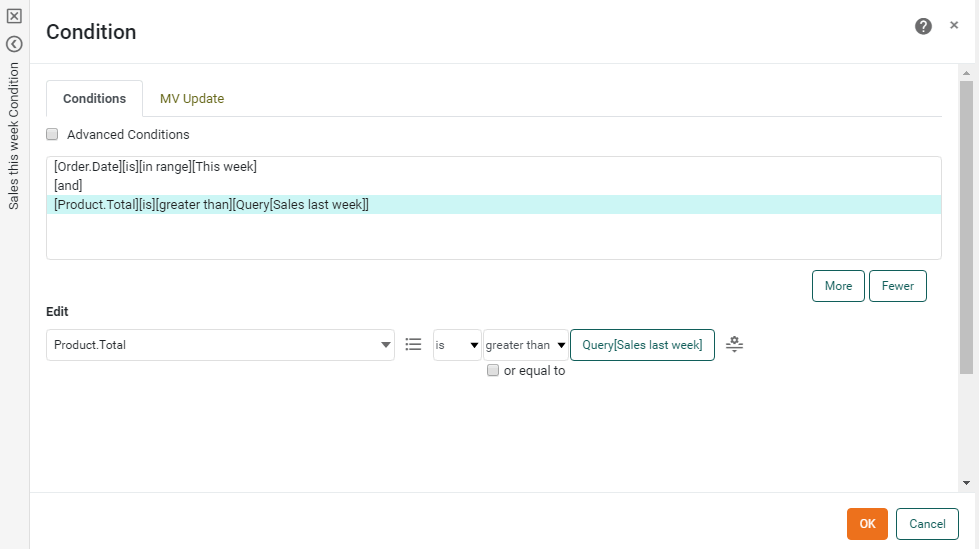 Condition
Sales this week Condition
Conditions
MV Update
Advanced Conditions
[Order.Date][is][in range][This week]
[and]
[Product.Total][is][greater than][Query[Sales last week]]
More
Fewer
Edit
Product.Total
is
greater than
Query[Sales last week]
or equal to
OK
Cancel